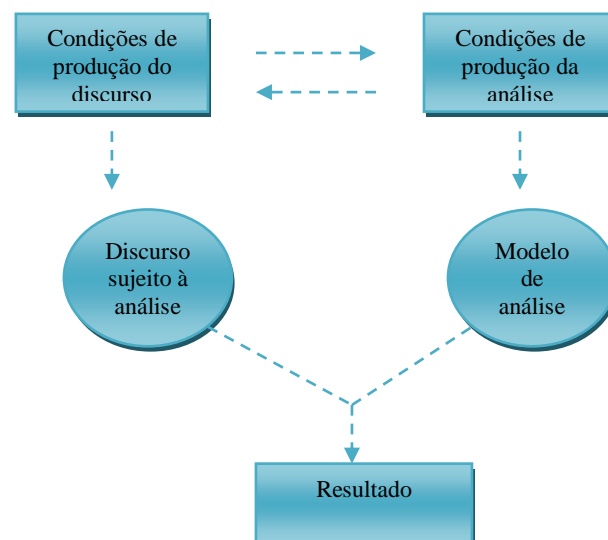 Condições de
produção do
discurso
Condições de
produção da
análise
Discurso
sujeito à
análise
Modelo
de
análise
Resultado